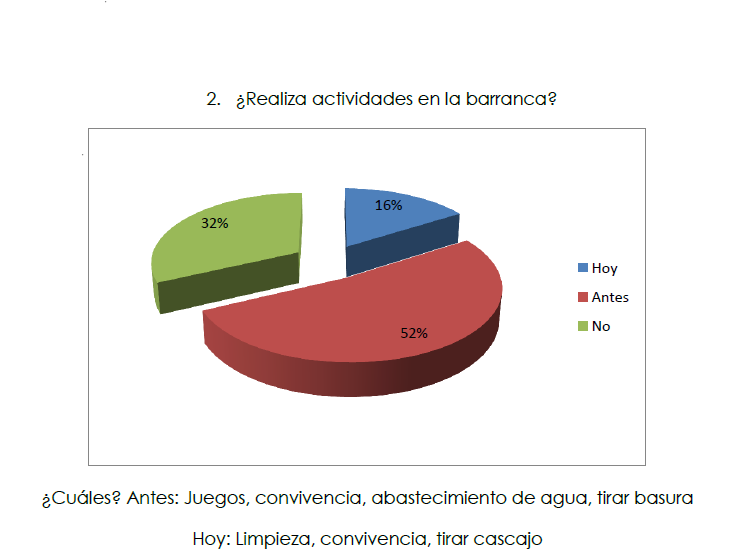 2. ¿Realiza actividades en la barranca?
16%
32%
52%
Hoy
Antes
No
¿Cuáles? Antes: Juegos, convivencia, abastecimiento de agua, tirar basura
Hoy: Limpieza, convivencia, tirar cascajo